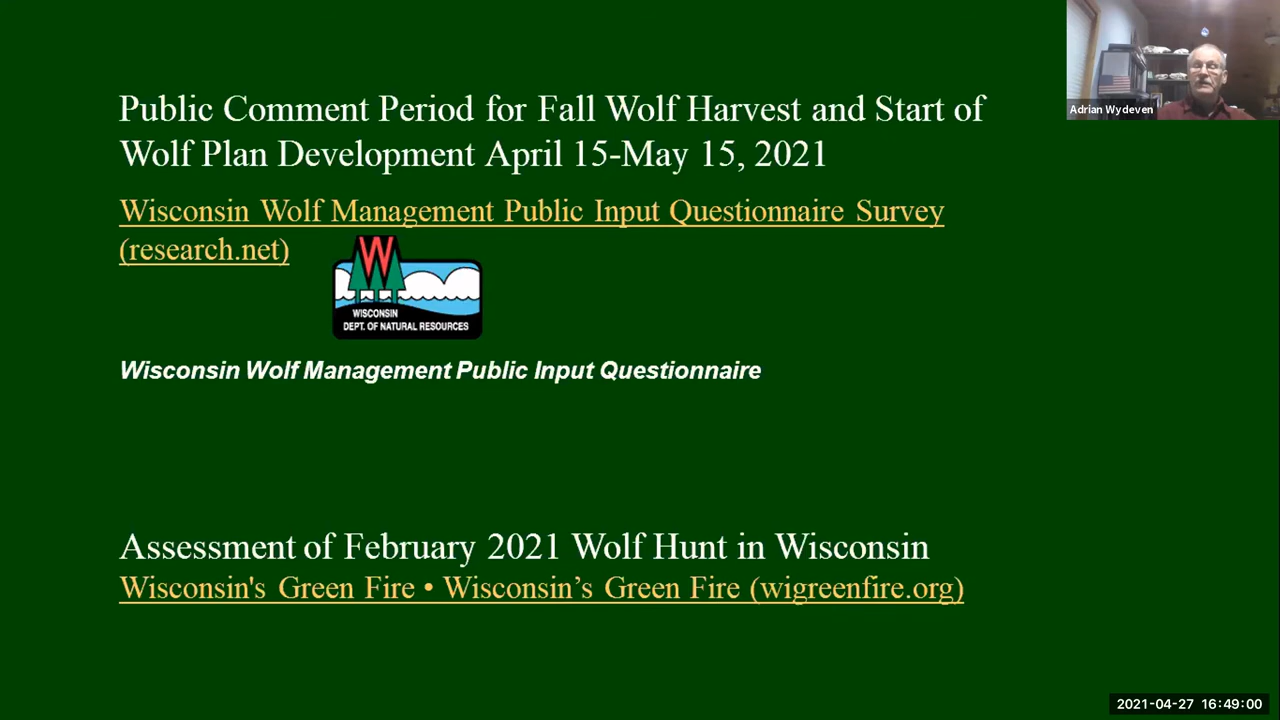 Public Comment Period for Fall Wolf Harvest and Start of
Wolf Plan Development April 15-May 15, 2021
Wisconsin Wolf Management Public Input Questionnaire Survey
(research.net)
W
WISCONSIN
DEPT. OF NATURAL RESOURCES
Wisconsin Wolf Management Public Input Questionnaire
Assessment of February 2021 Wolf Hunt in Wisconsin
Wisconsin's Green Fire • Wisconsin’s Green Fire (wigreenfire.org)
Adrian Wydeven
2021-04-27 16:49:00